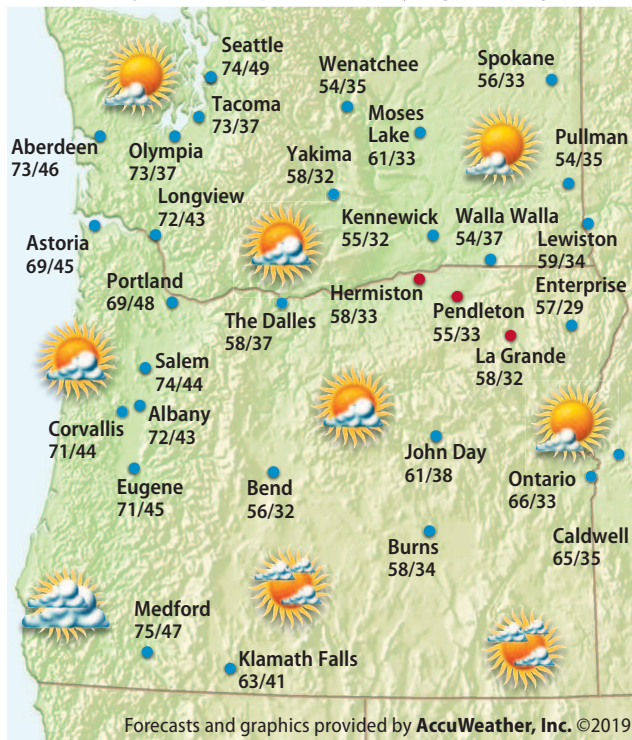 Seattle
74/49
Wenatchee
54/35
Spokane
56/33
Tacoma
73/37
Moses
Lake
61/33
Aberdeen
73/46
Olympia
73/37
Yakima
58/32
Pullman
54/35
Longview
72/43
Kennewick
55/32
Walla Walla
54/37
Lewiston
59/34
Astoria
69/45
Portland
69/48
The Dalles
58/37
Hermiston
58/33
Pendleton
55/33
Enterprise
57/29
La Grande
58/32
Salem
74/44
Albany
72/43
Corvallis
71/44
John Day
61/38
Ontario
66/33
Eugene
71/45
Bend
56/32
Caldwell
65/35
Burns
58/34
Medford
75/47
Klamath Falls
63/41
Forecasts and graphics provided by AccuWeather, Inc. ©2019